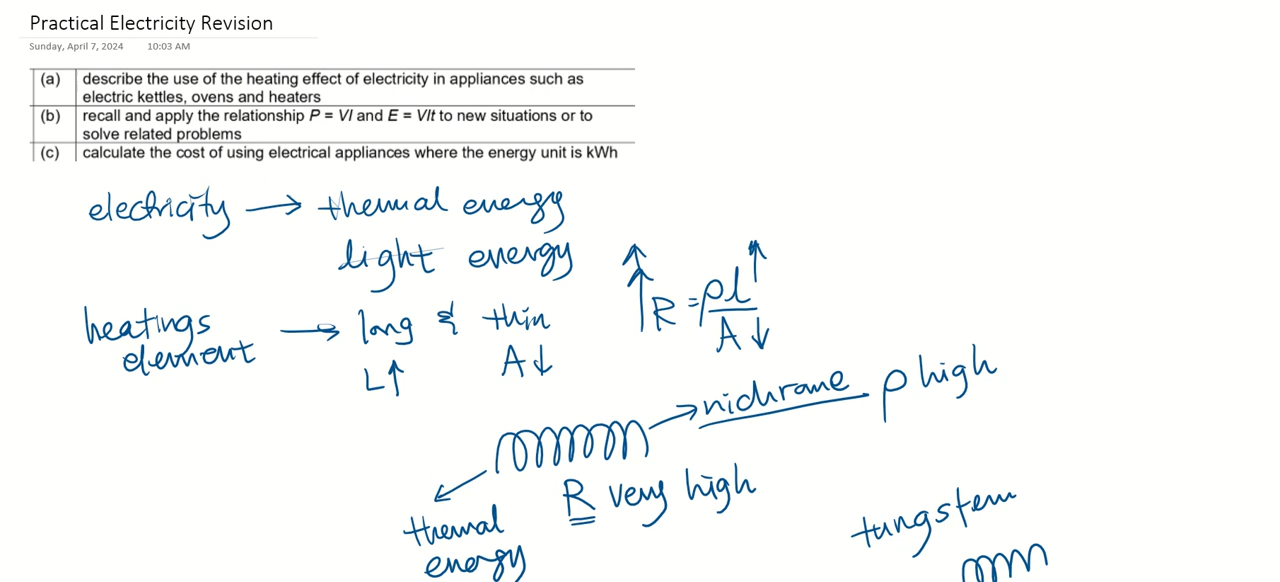 Practical Electricity Revision
Sunday, April 7, 2024 10:03 AM
(a) describe the use of the heating effect of electricity in appliances such as
electric kettles, ovens and heaters
(b) recall and apply the relationship P = VI and E = VIt to new situations or to
solve related problems
(c) calculate the cost of using electrical appliances where the energy unit is kWh
electricity → thermal energy
light energy
↑ R = ρl↑ / A↓
heatings element → long & thin
L↑ A↓
→ nichrome ρ high
R very high
thermal
energy
tungstem